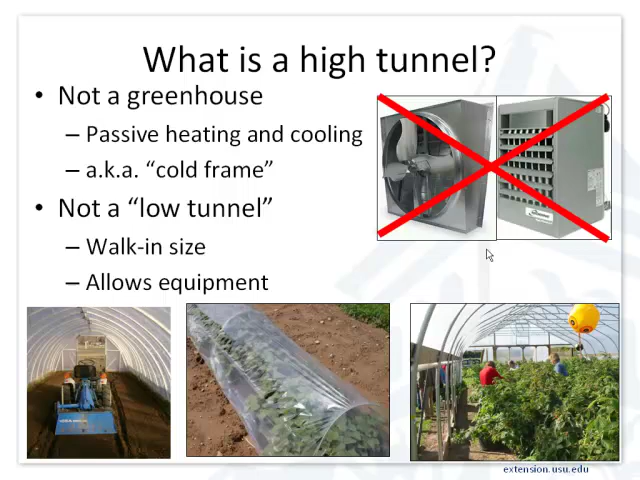 What is a high tunnel?
• Not a greenhouse
– Passive heating and cooling
– a.k.a. “cold frame”
• Not a “low tunnel”
– Walk-in size
– Allows equipment
extension.usu.edu